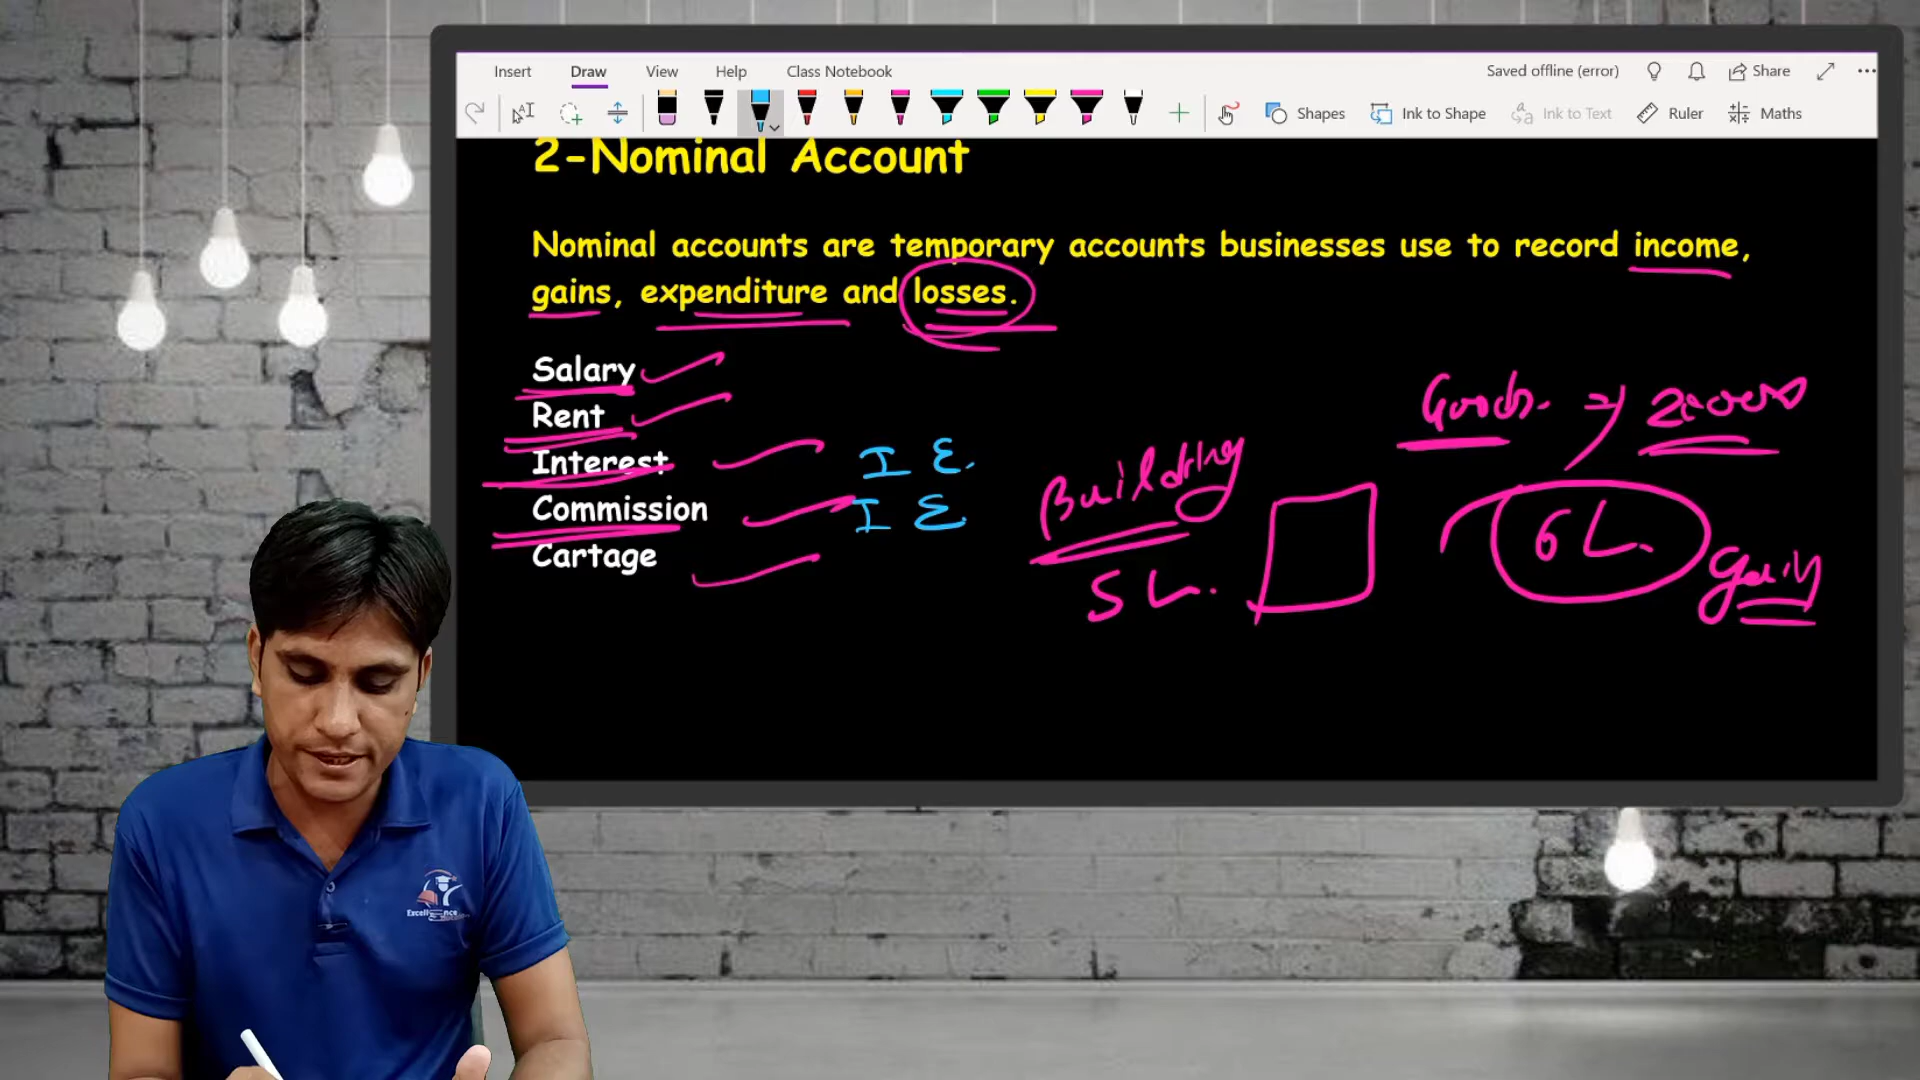 Insert Draw View Help Class Notebook Saved offline (error) Share
Shapes Ink to Shape Ink to Text Ruler Maths
2-Nominal Account
Nominal accounts are temporary accounts businesses use to record income,
gains, expenditure and losses.
Salary
Rent
Interest I E.
Commission I E
Cartage
Building
5 L.
Goods.
6 L.
gain